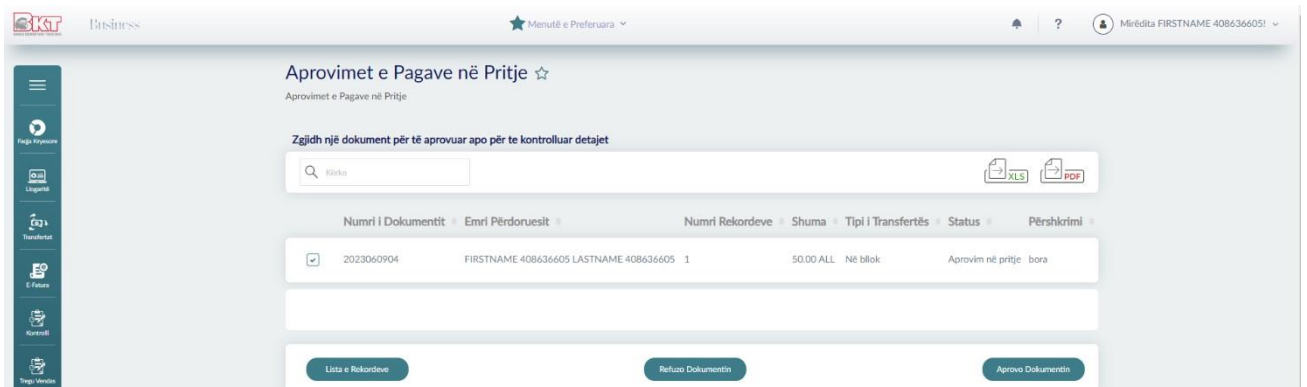 BKT
Business
Menutë e Preferuara
?
Mirëdita FIRSTNAME 408636605!
Aprovimet e Pagave në Pritje
Aprovimet e Pagave në Pritje
Zgjidh një dokument për të aprovuar apo për te kontrolluar detajet
Kërko
XLS
PDF
Numri i Dokumentit Emri Përdoruesit Numri Rekordeve Shuma Tipi i Transfertës Status Përshkrimi
2023060904 FIRSTNAME 408636605 LASTNAME 408636605 1 50.00 ALL Në bllok Aprovim në pritje bora
Lista e Rekordeve
Refuzo Dokumentin
Aprovo Dokumentin
Faqja Kryesore
Llogaritë
Transfertat
E-Fatura
Kontrolli
Tregu Vendas